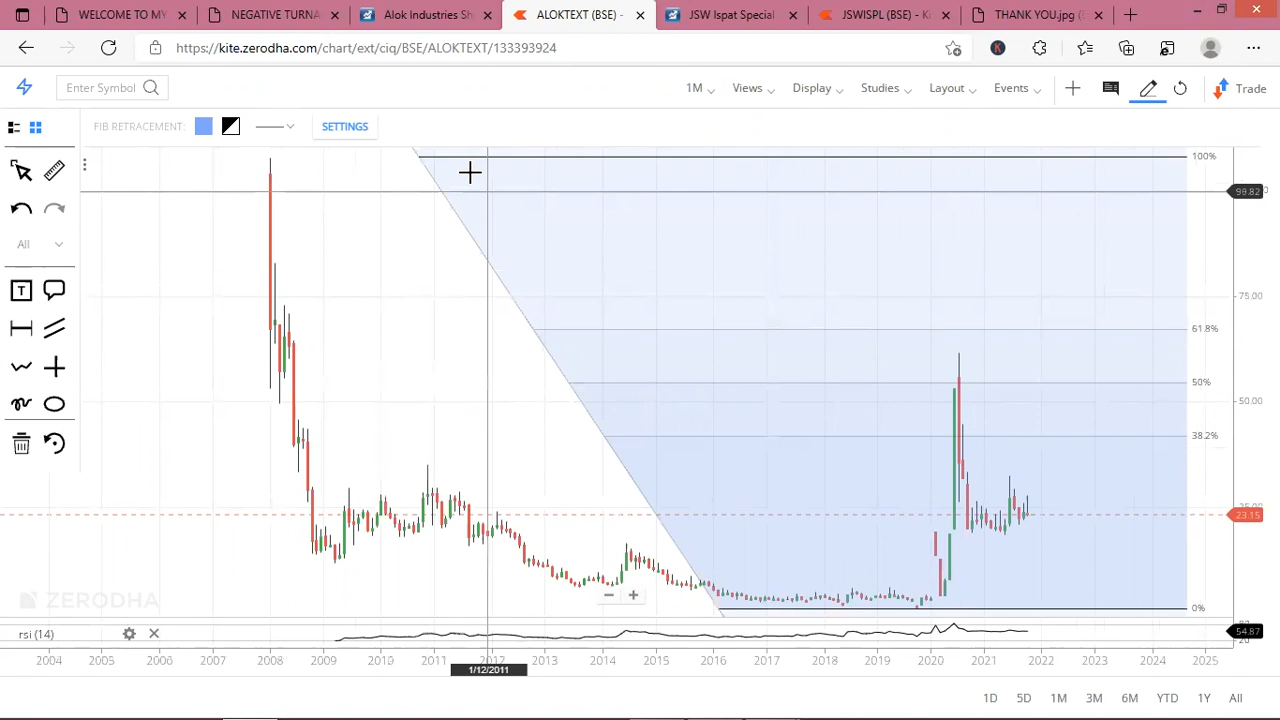 WELCOME TO MY
NEGATIVE TURNA
Alok Industries Sh
ALOKTEXT (BSE) -
JSW Ispat Special
JSWISPL (BSE) - K
THANK YOU.jpg (
https://kite.zerodha.com/chart/ext/ciq/BSE/ALOKTEXT/133393924
Enter Symbol
1M
Views
Display
Studies
Layout
Events
Trade
FIB RETRACEMENT:
SETTINGS
All
T
100%
99.82
75.00
61.8%
50%
50.00
38.2%
23.15
ZERODHA
0%
rsi (14)
54.87
2004 2005 2006 2007 2008 2009 2010 2011 2012 2013 2014 2015 2016 2017 2018 2019 2020 2021 2022 2023 2024 2025
1/12/2011
1D 5D 1M 3M 6M YTD 1Y All